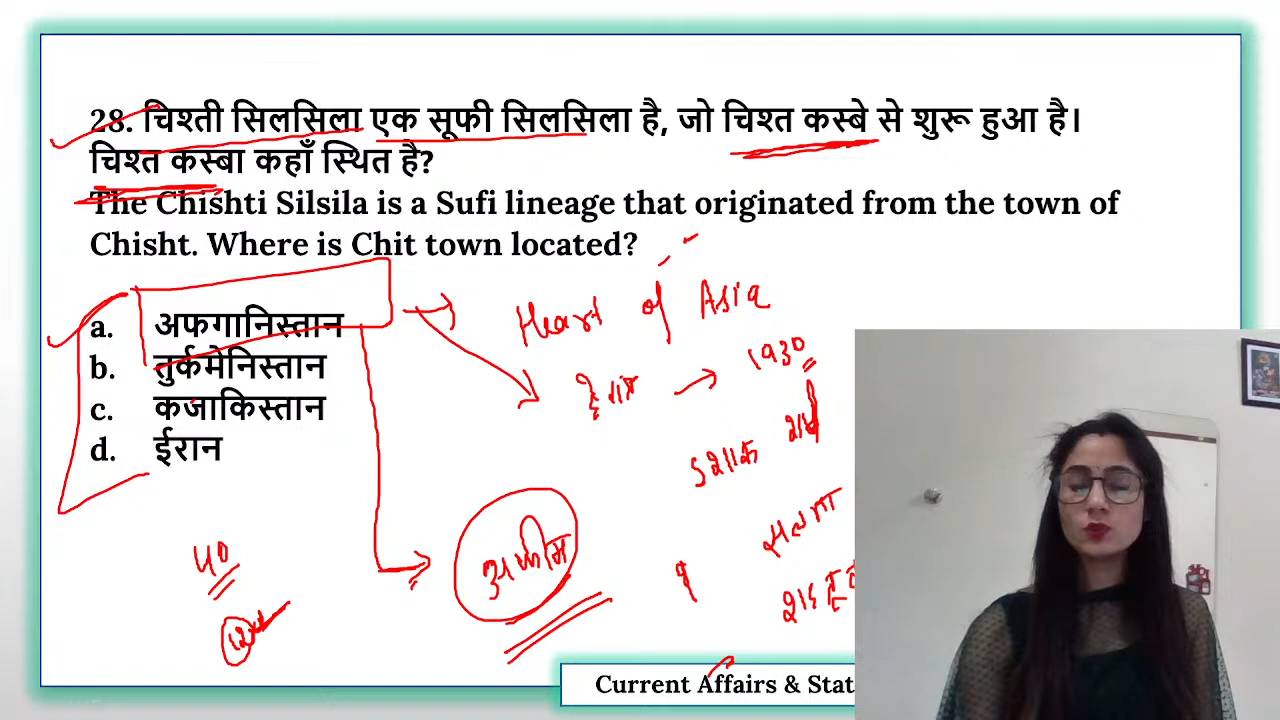 28. चिश्ती सिलसिला एक सूफी सिलसिला है, जो चिश्त कस्बे से शुरू हुआ है।
चिश्त कस्बा कहाँ स्थित है?
The Chishti Silsila is a Sufi lineage that originated from the town of
Chisht. Where is Chit town located?
a. अफगानिस्तान
b. तुर्कमेनिस्तान
c. कजाकिस्तान
d. ईरान
Heart of Asia
1930
अफीम
Current Affairs & Stat